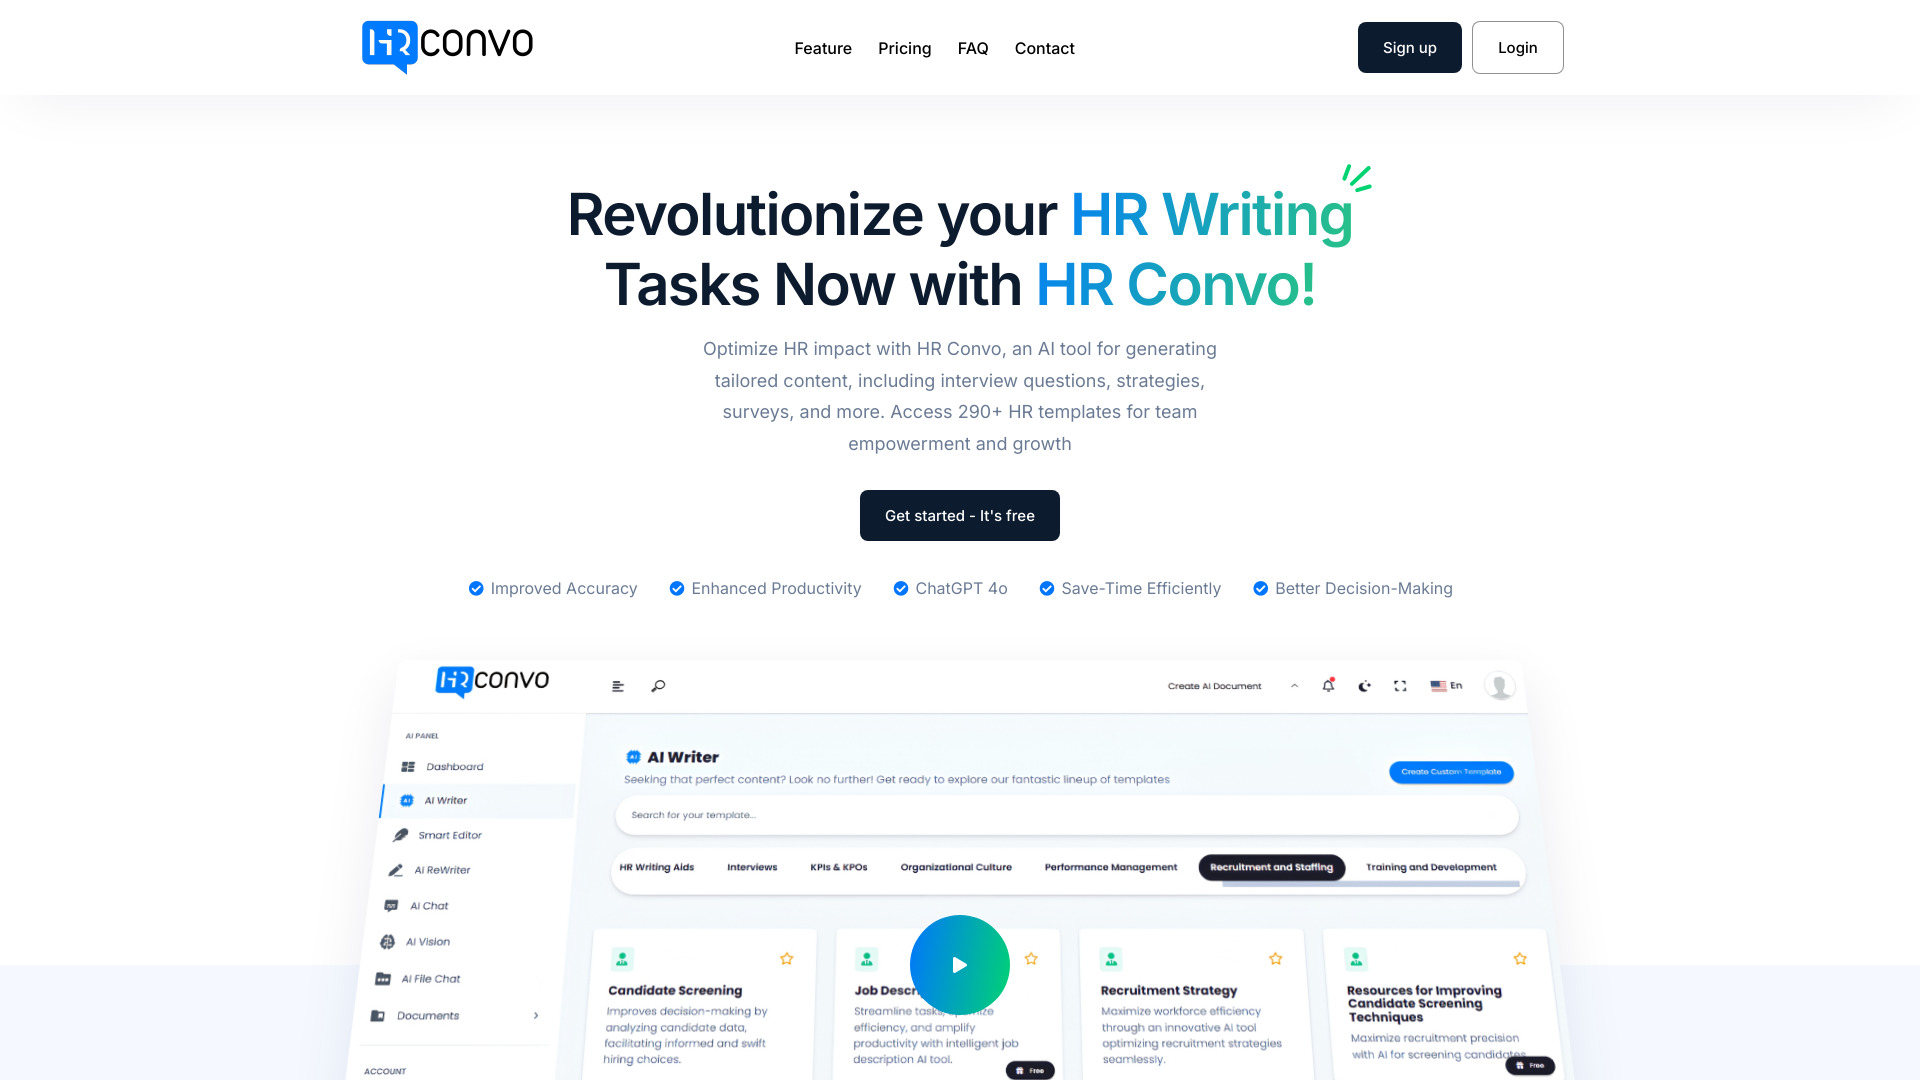 HR convo
Feature
Pricing
FAQ
Contact
Sign up
Login
Revolutionize your HR Writing
Tasks Now with HR Convo!
Optimize HR impact with HR Convo, an AI tool for generating
tailored content, including interview questions, strategies,
surveys, and more. Access 290+ HR templates for team
empowerment and growth
Get started - It's free
Improved Accuracy
Enhanced Productivity
ChatGPT 4o
Save-Time Efficiently
Better Decision-Making
HR convo
Create AI Document
En
AI PANEL
Dashboard
AI Writer
Smart Editor
AI ReWriter
AI Chat
AI Vision
AI File Chat
Documents
ACCOUNT
AI Writer
Seeking that perfect content? Look no further! Get ready to explore our fantastic lineup of templates
Create Custom Template
Search for your template...
HR Writing Aids
Interviews
KPIs & KPOs
Organizational Culture
Performance Management
Recruitment and Staffing
Training and Development
Candidate Screening
Improves decision-making by
analyzing candidate data,
facilitating informed and swift
hiring choices.
Job
Streamline tasks,
efficiency, and amplify
productivity with intelligent job
description AI tool.
Free
Recruitment Strategy
Maximize workforce efficiency
through an innovative AI tool
optimizing recruitment strategies
seamlessly.
Resources for Improving
Candidate Screening
Techniques
Maximize recruitment precision
with AI for screening candidates
Free